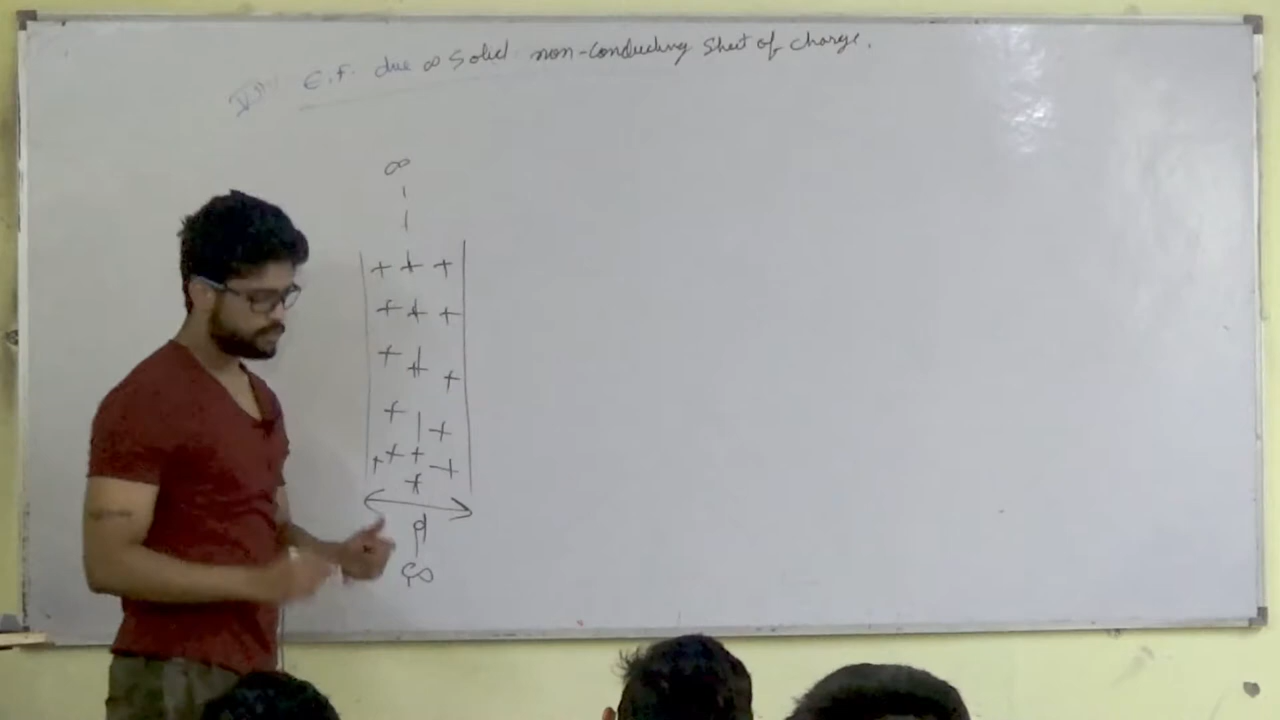 E.F. due ∞ Solid non-Conducting Sheet of charge.
∞
+ + +
+ + +
+ + +
+ +
+ + + +
+
d
∞